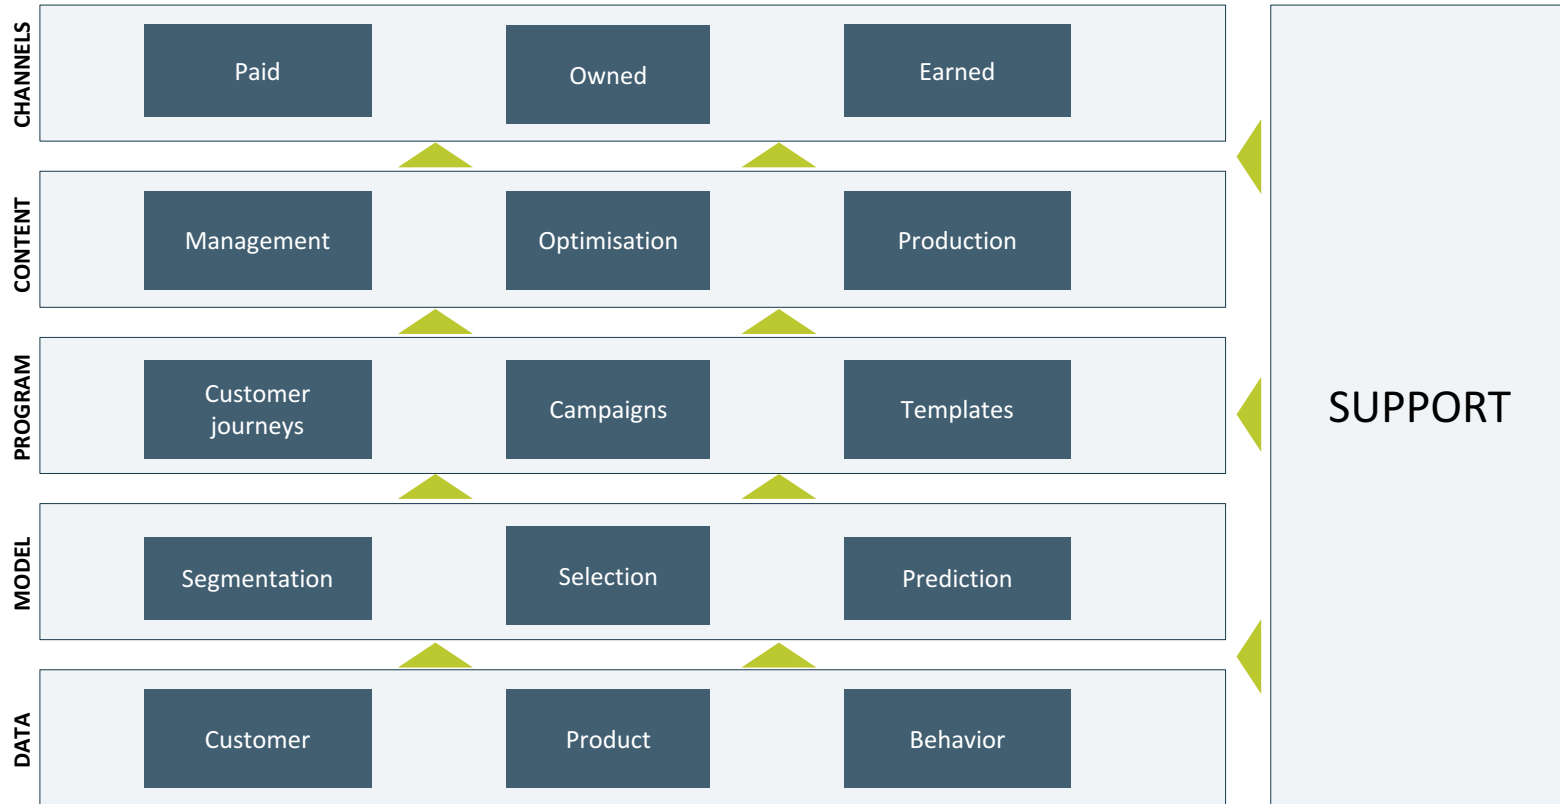 CHANNELS
Paid
Owned
Earned
CONTENT
Management
Optimisation
Production
PROGRAM
Customer
journeys
Campaigns
Templates
MODEL
Segmentation
Selection
Prediction
DATA
Customer
Product
Behavior
SUPPORT